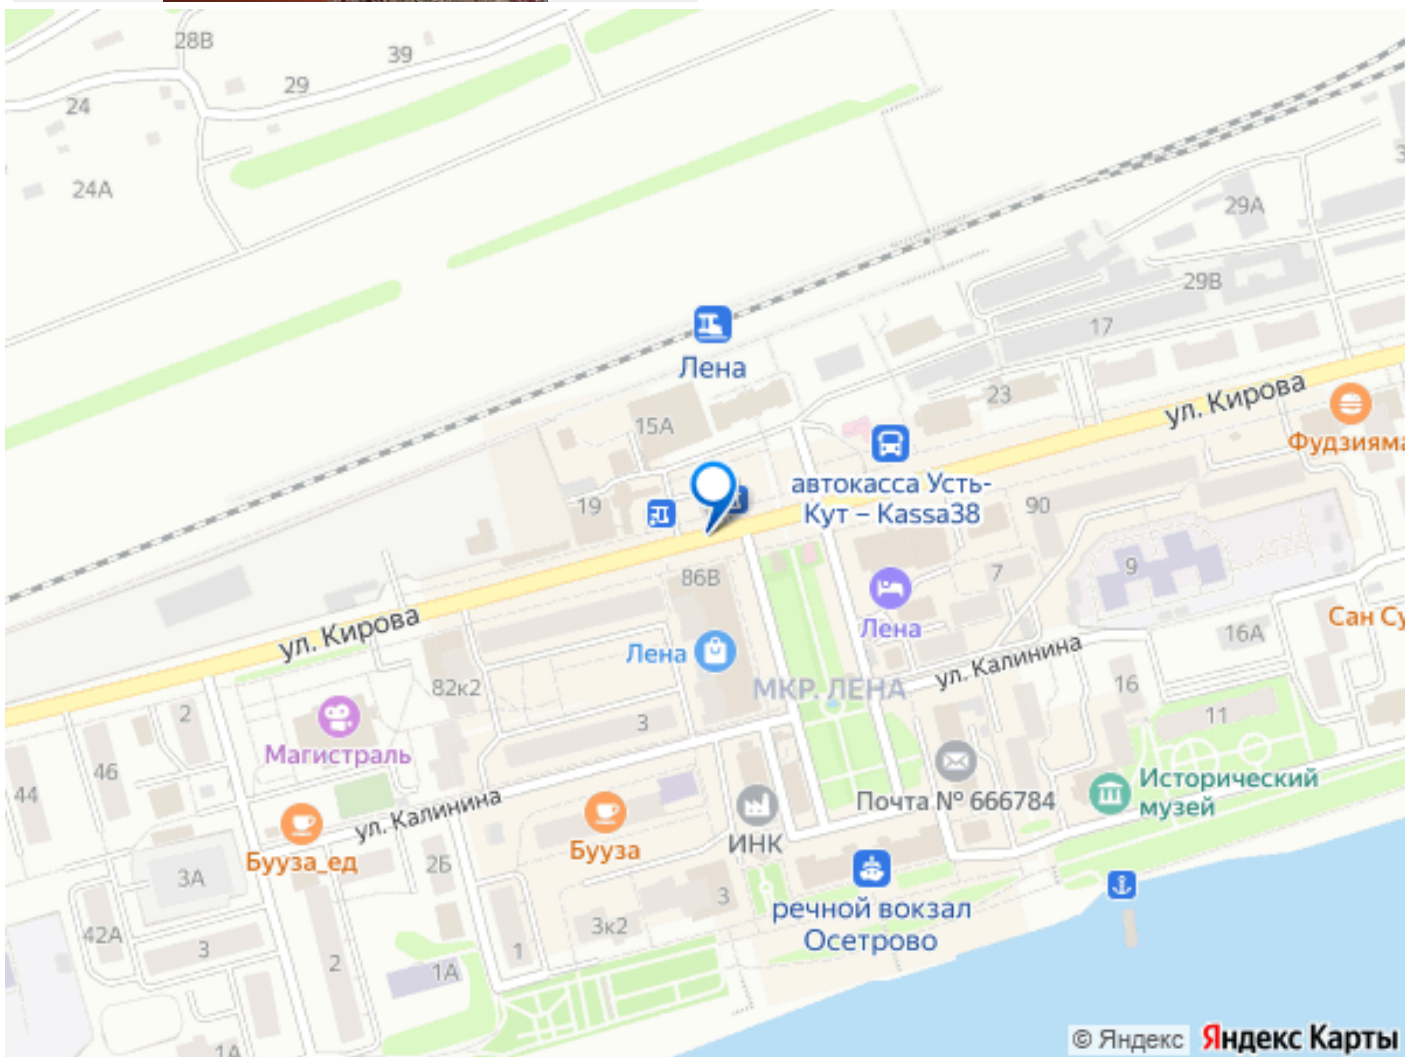 28В
39
29
24
24А
29А
29В
17
Лена
ул. Кирова
23
15А
Фудзияма
автокасса Усть-
Кут – Kassa38
19
90
86В
7
9
Лена
ул. Кирова
Лена
16А
Сан Су
ул. Калинина
МКР. ЛЕНА
82к2
16
2
3
11
Магистраль
46
44
Исторический
музей
Почта № 666784
ул. Калинина
ИНК
Бууза
Бууза_ед
2Б
3А
3
речной вокзал
Осетрово
3к2
42А
3
1
2
1А
1А
© Яндекс Яндекс Карты